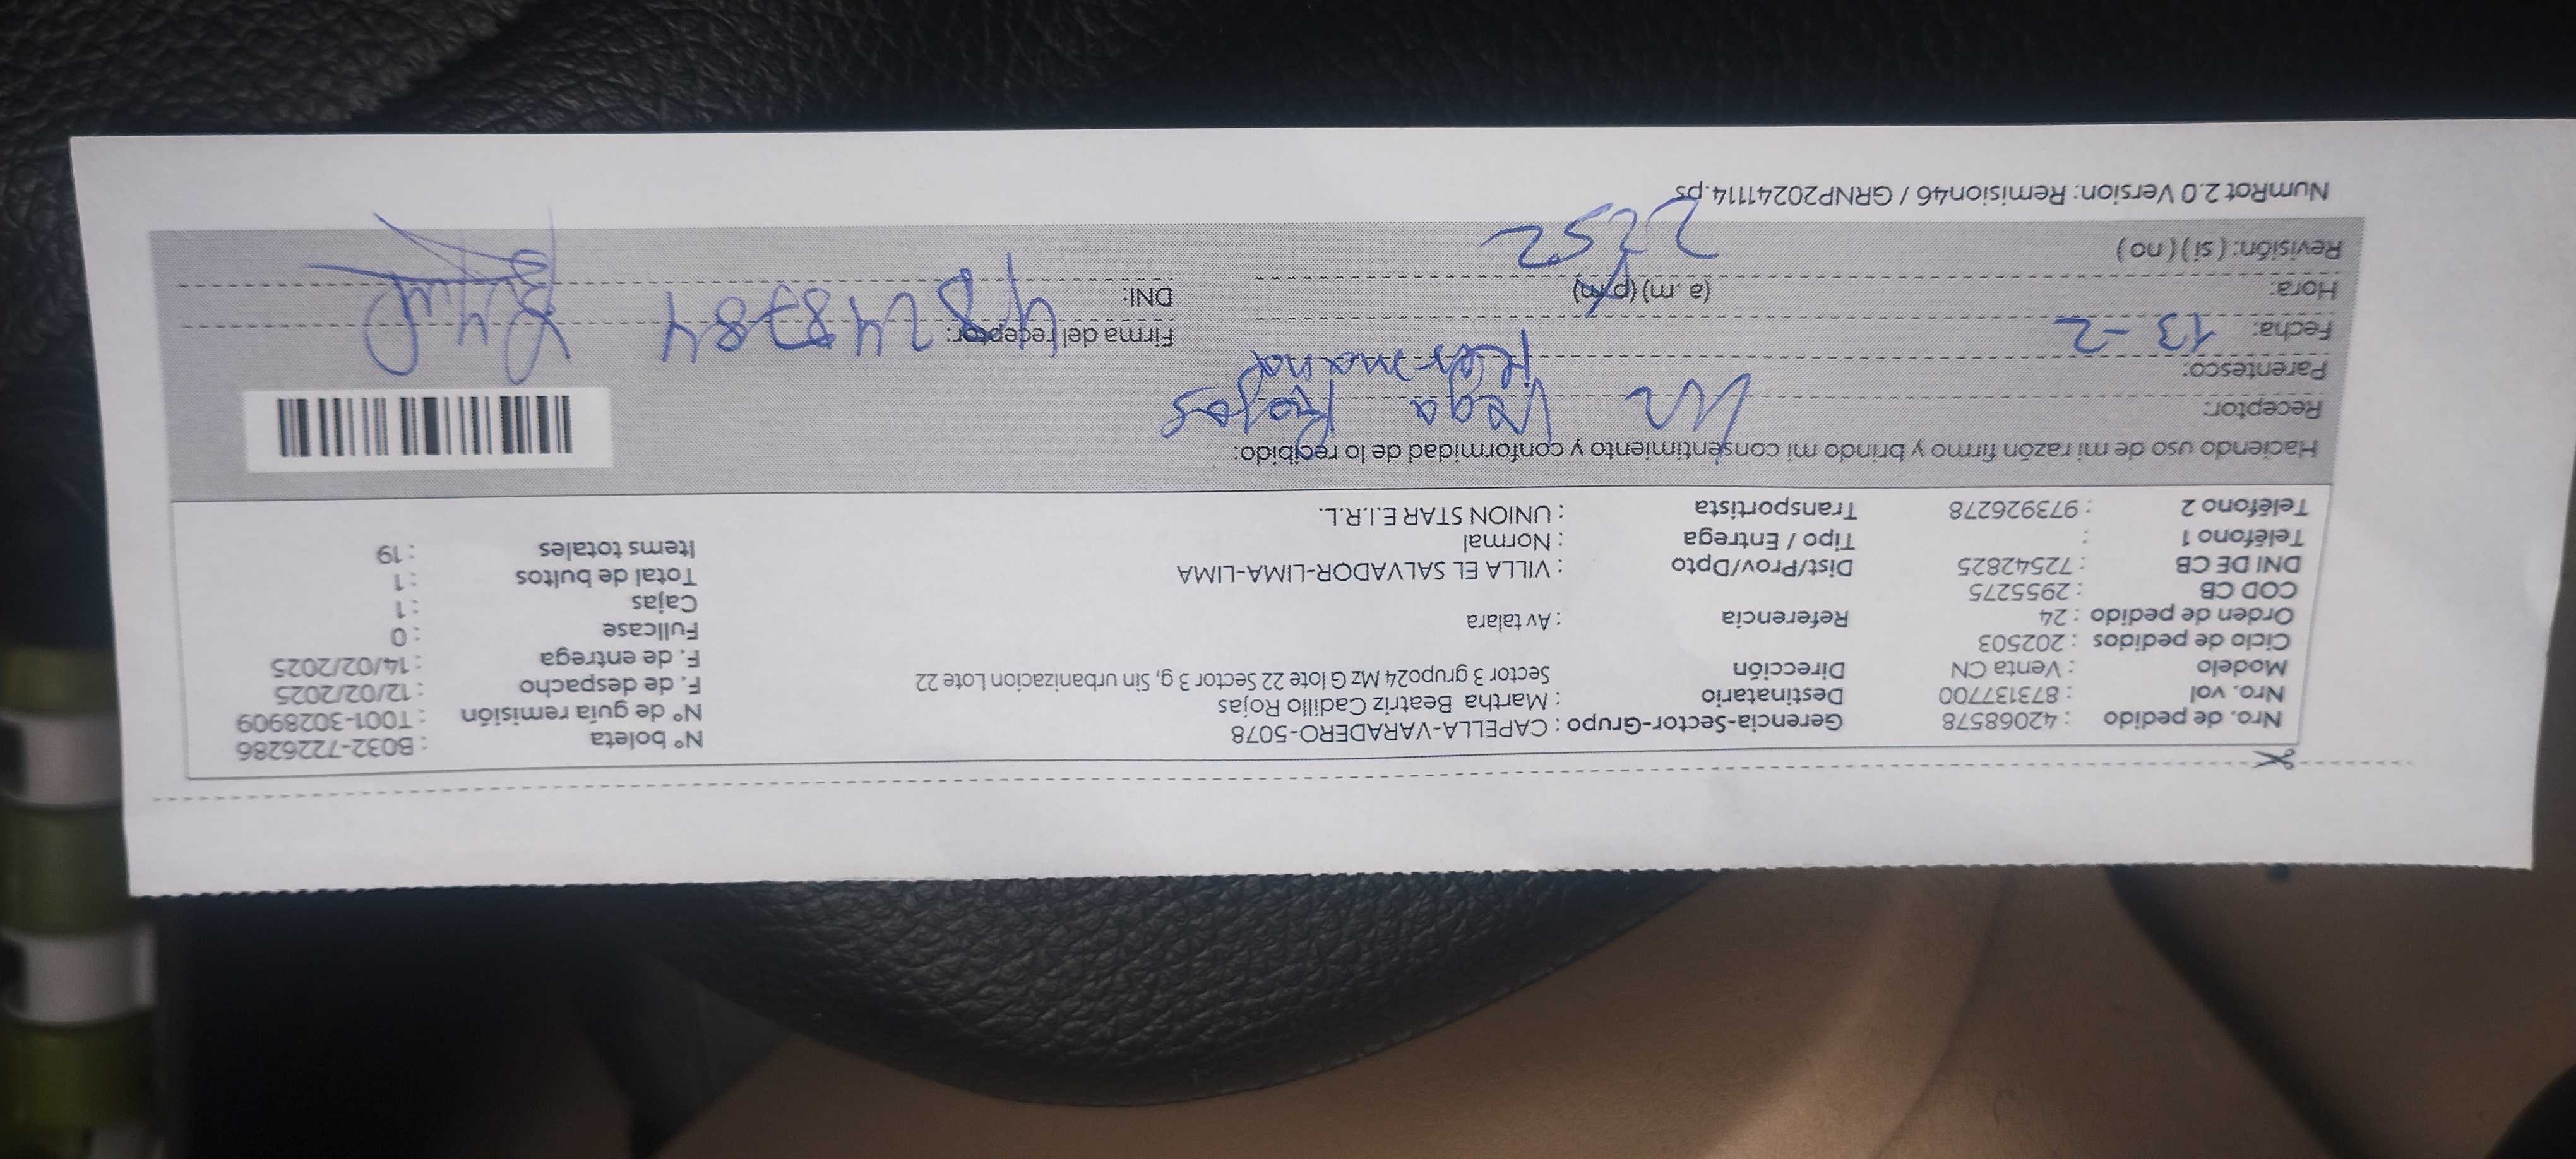 Nro. de pedido : 42068578 Gerencia-Sector-Grupo : CAPELLA-VARADERO-5078 N° boleta : B032-7226286
Nro. vol : 873137700 Destinatario : Martha Beatriz Cadillo Rojas N° de guía remisión : T001-3028909
Modelo : Venta CN Dirección Sector 3 grupo24 Mz G lote 22 Sector 3 g, Sin urbanizacion Lote 22 F. de despacho : 12/02/2025
Ciclo de pedidos : 202503 F. de entrega : 14/02/2025
Orden de pedido : 24 Referencia : Av talara Fullcase : 0
COD CB : 2955275 Cajas : 1
DNI DE CB : 72542825 Dist/Prov/Dpto : VILLA EL SALVADOR-LIMA-LIMA Total de bultos : 1
Teléfono 1 : Tipo / Entrega : Normal Items totales : 19
Teléfono 2 : 973926278 Transportista : UNION STAR E.I.R.L.
Haciendo uso de mi razón firmo y brindo mi consentimiento y conformidad de lo recibido:
Receptor: Vega Rojas
Parentesco: Hermana
Fecha: 13-2 Firma del receptor:
Hora: (a.m) (p.m) DNI: 48248784
Revisión: ( si ) ( no )
NumRot 2.0 Version: Remision46 / GRNP20241114.ps